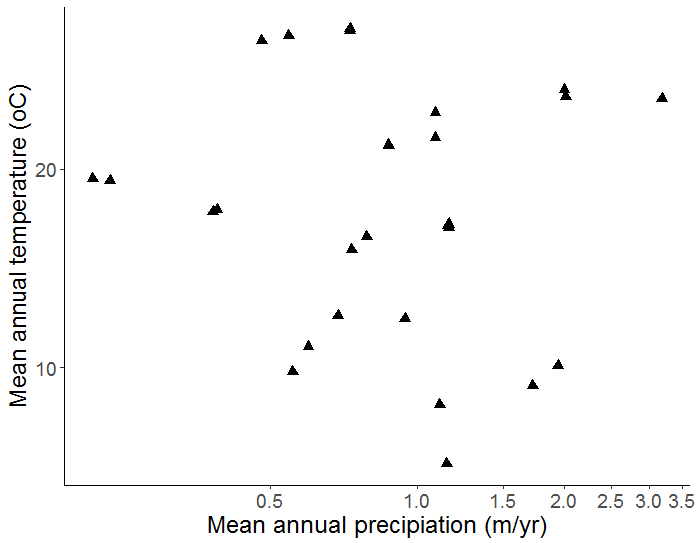 Mean annual temperature (oC)
20
10
0.5 1.0 1.5 2.0 2.5 3.0 3.5
Mean annual precipiation (m/yr)